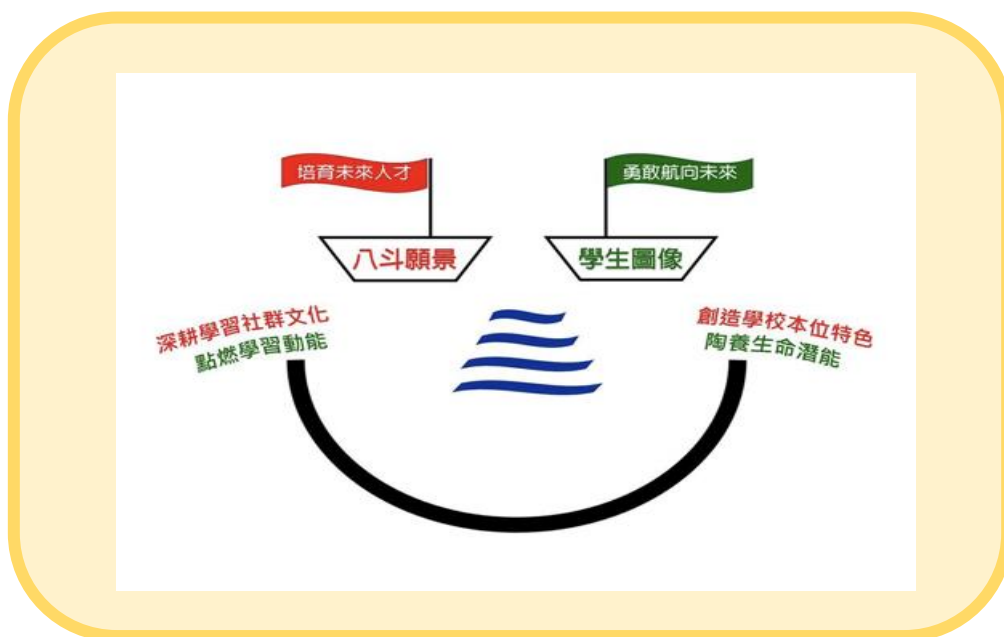 培育未來人才
勇敢航向未來
八斗願景
學生圖像
深耕學習社群文化
點燃學習動能
創造學校本位特色
陶養生命潛能